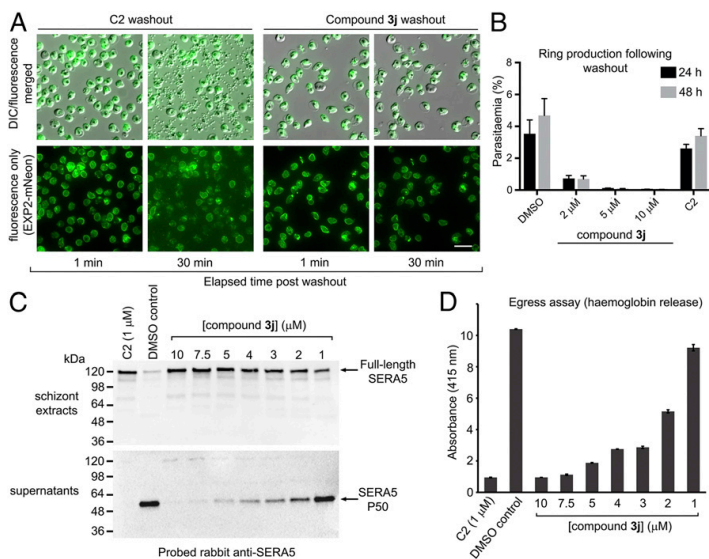 A
C2 washout
Compound 3j washout
DIC/fluorescence
merged
fluorescence only
(EXP2-mNeon)
1 min
30 min
1 min
30 min
Elapsed time post washout
B
Ring production following
washout
24 h
48 h
Parasitaemia (%)
8
6
4
2
0
DMSO
2 μM
5 μM
10 μM
C2
compound 3j
C
C2 (1 μM)
DMSO control
[compound 3j] (μM)
10 7.5 5 4 3 2 1
kDa
120
98
64
48
36
schizont
extracts
Full-length
SERA5
120
98
64
48
36
supernatants
SERA5
P50
Probed rabbit anti-SERA5
D
Egress assay (haemoglobin release)
Absorbance (415 nm)
10
8
6
4
2
0
C2 (1 μM)
DMSO control
10 7.5 5 4 3 2 1
[compound 3j] (μM)